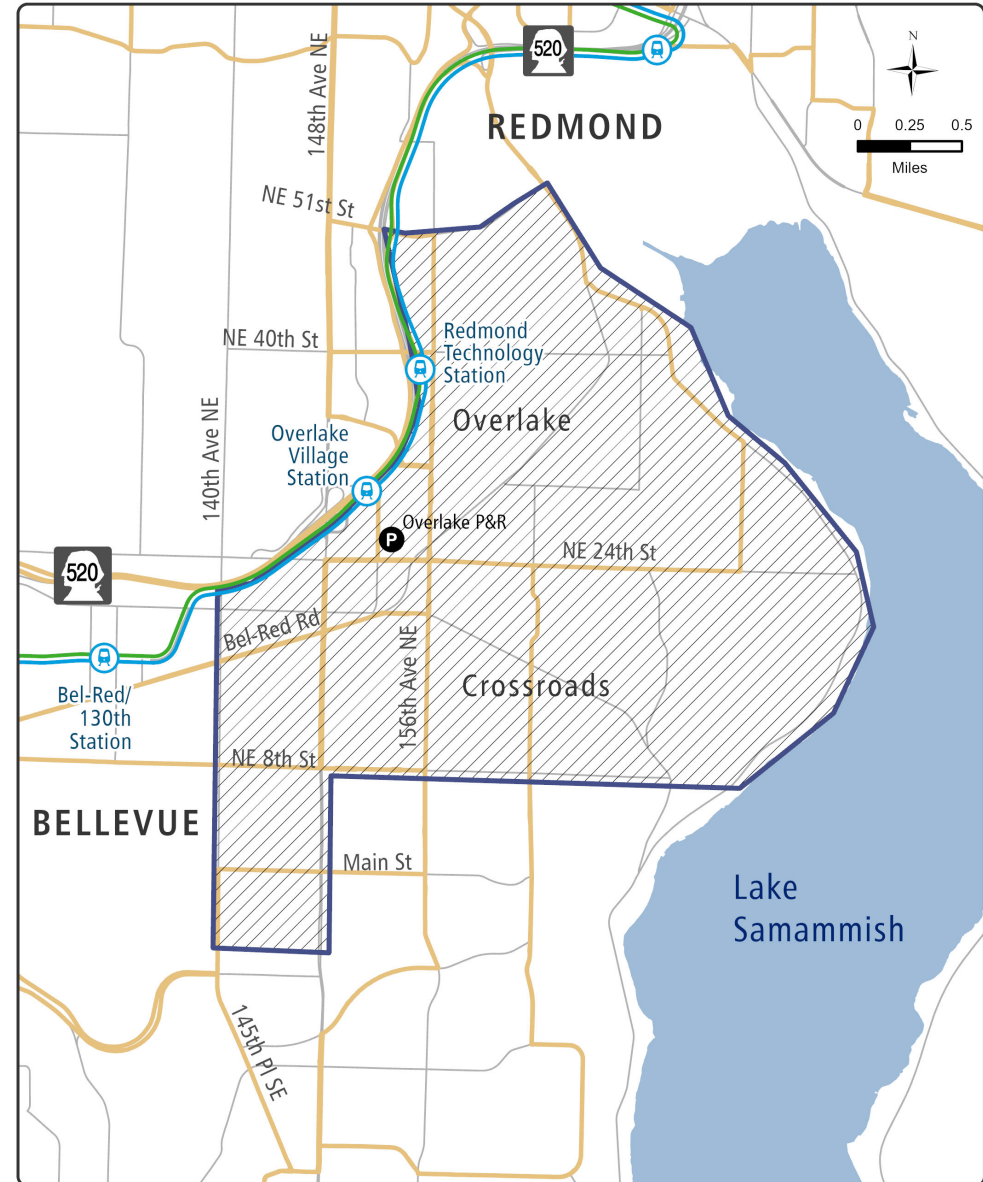 520
N
148th Ave NE
REDMOND
0 0.25 0.5
Miles
NE 51st St
NE 40th St
Redmond
Technology
Station
140th Ave NE
Overlake
Overlake
Village
Station
Overlake P&R
P
520
NE 24th St
Bel-Red Rd
156th Ave NE
Crossroads
Bel-Red/
130th
Station
NE 8th St
BELLEVUE
Main St
Lake
Samammish
145th Pl SE